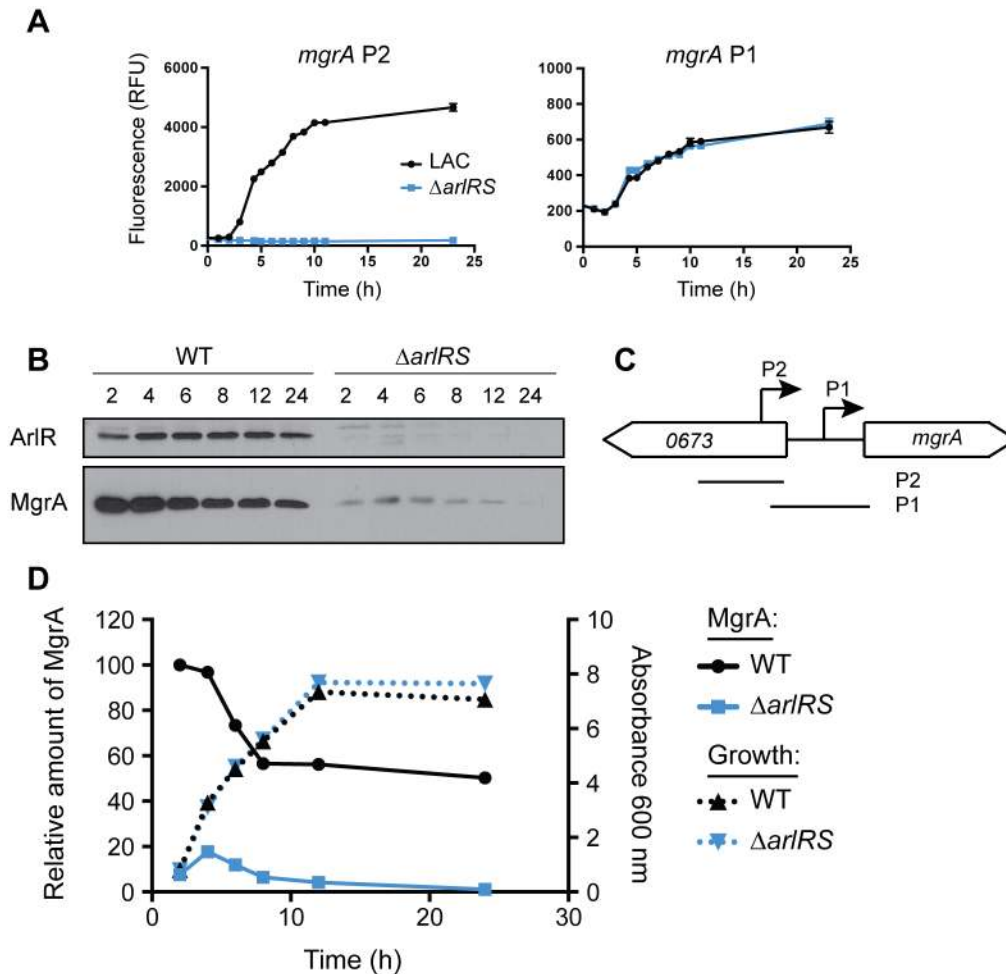 A
mgrA P2
mgrA P1
Fluorescence (RFU)
6000
4000
2000
0
LAC
ΔarlRS
0 5 10 15 20 25
Time (h)
1000
800
600
400
200
0
0 5 10 15 20 25
Time (h)
B
WT ΔarlRS
2 4 6 8 12 24 2 4 6 8 12 24
ArlR
MgrA
C
P2
P1
0673
mgrA
P2
P1
D
Relative amount of MgrA
120
100
80
60
40
20
0
0 10 20 30
Time (h)
10
8
6
4
2
0
Absorbance 600 nm
MgrA:
WT
ΔarlRS
Growth:
WT
ΔarlRS